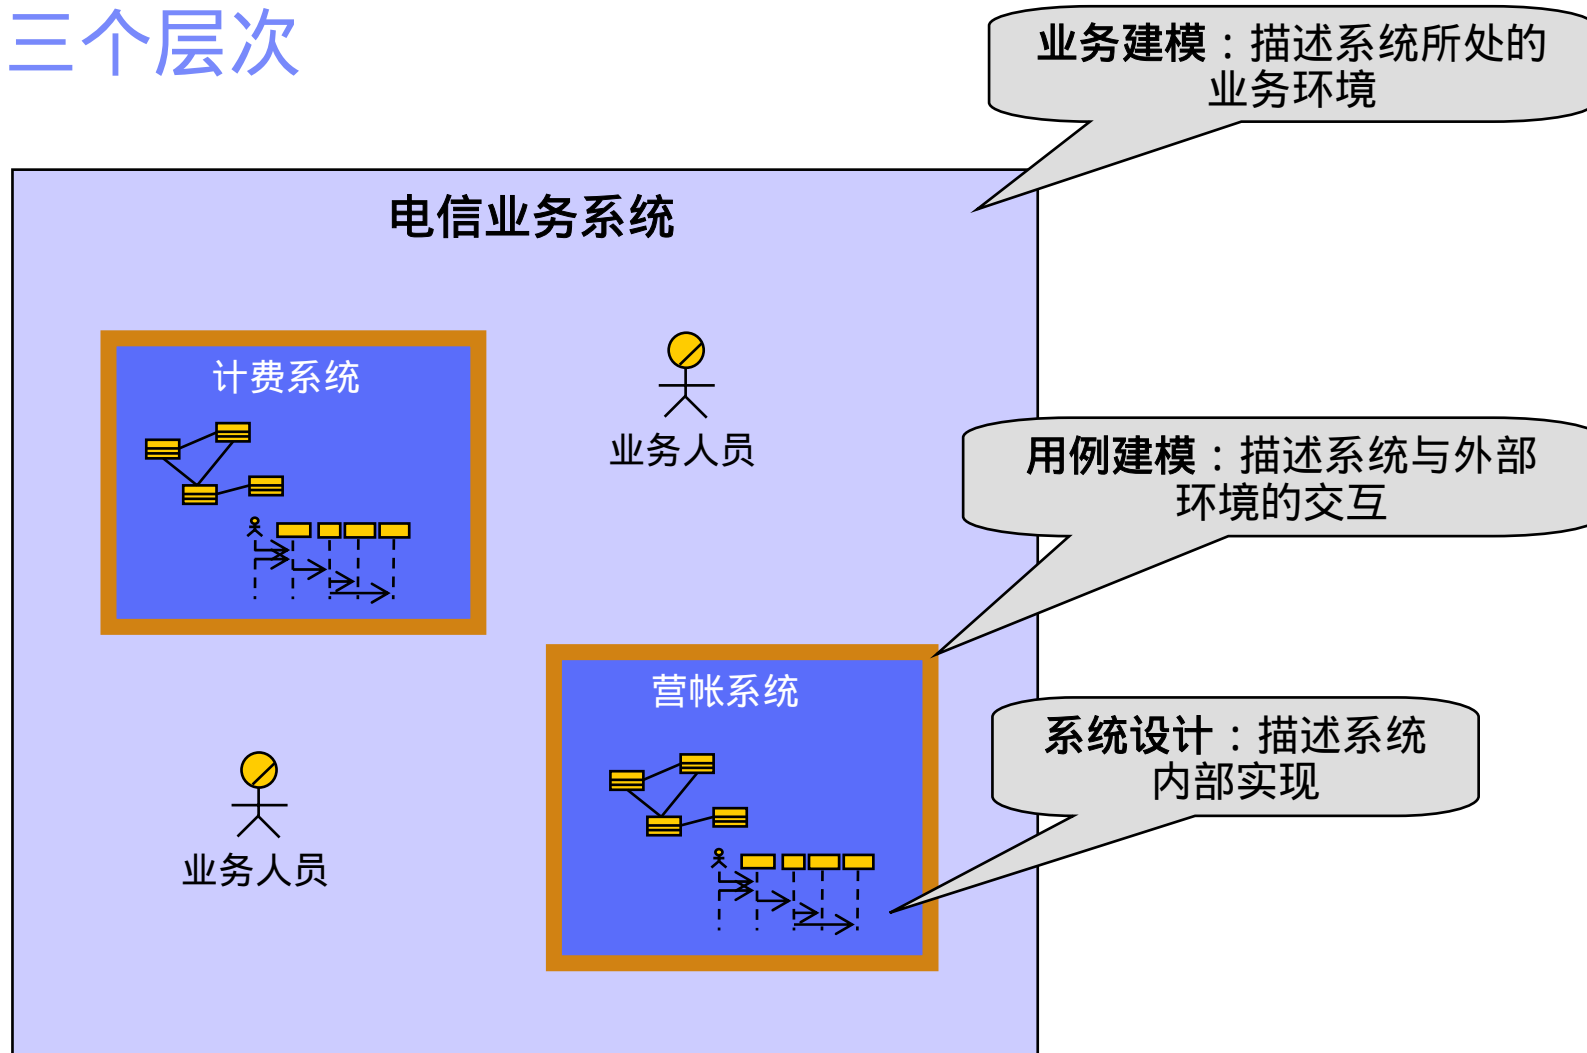 三个层次
业务建模：描述系统所处的
业务环境
电信业务系统
计费系统
业务人员
用例建模：描述系统与外部
环境的交互
营帐系统
系统设计：描述系统
内部实现
业务人员